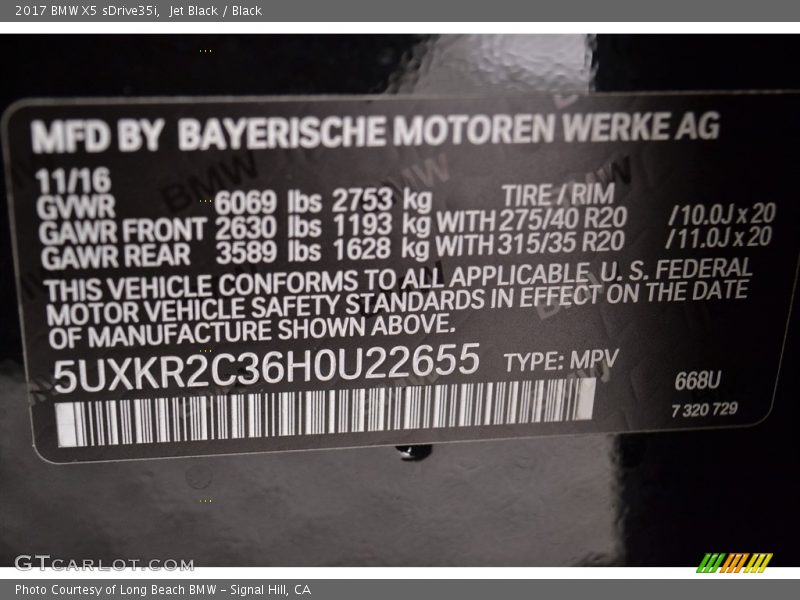 2017 BMW X5 sDrive35i, Jet Black / Black
MFD BY BAYERISCHE MOTOREN WERKE AG
11/16
GVWR 6069 lbs 2753 kg TIRE / RIM
GAWR FRONT 2630 lbs 1193 kg WITH 275/40 R20 /10.0J x 20
GAWR REAR 3589 lbs 1628 kg WITH 315/35 R20 /11.0J x 20
THIS VEHICLE CONFORMS TO ALL APPLICABLE U. S. FEDERAL
MOTOR VEHICLE SAFETY STANDARDS IN EFFECT ON THE DATE
OF MANUFACTURE SHOWN ABOVE.
5UXKR2C36H0U22655 TYPE: MPV
668U
7 320 729
GTCARLOT.COM
Photo Courtesy of Long Beach BMW – Signal Hill, CA